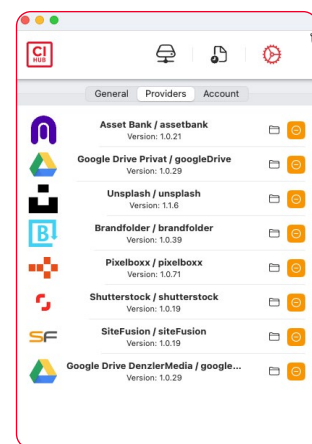 CI
HUB
General Providers Account
Asset Bank / assetbank
Version: 1.0.21
Google Drive Privat / googleDrive
Version: 1.0.29
Unsplash / unsplash
Version: 1.1.6
Brandfolder / brandfolder
Version: 1.0.39
Pixelboxx / pixelboxx
Version: 1.0.71
Shutterstock / shutterstock
Version: 1.0.19
SF
SiteFusion / siteFusion
Version: 1.0.19
Google Drive DenzlerMedia / google...
Version: 1.0.29